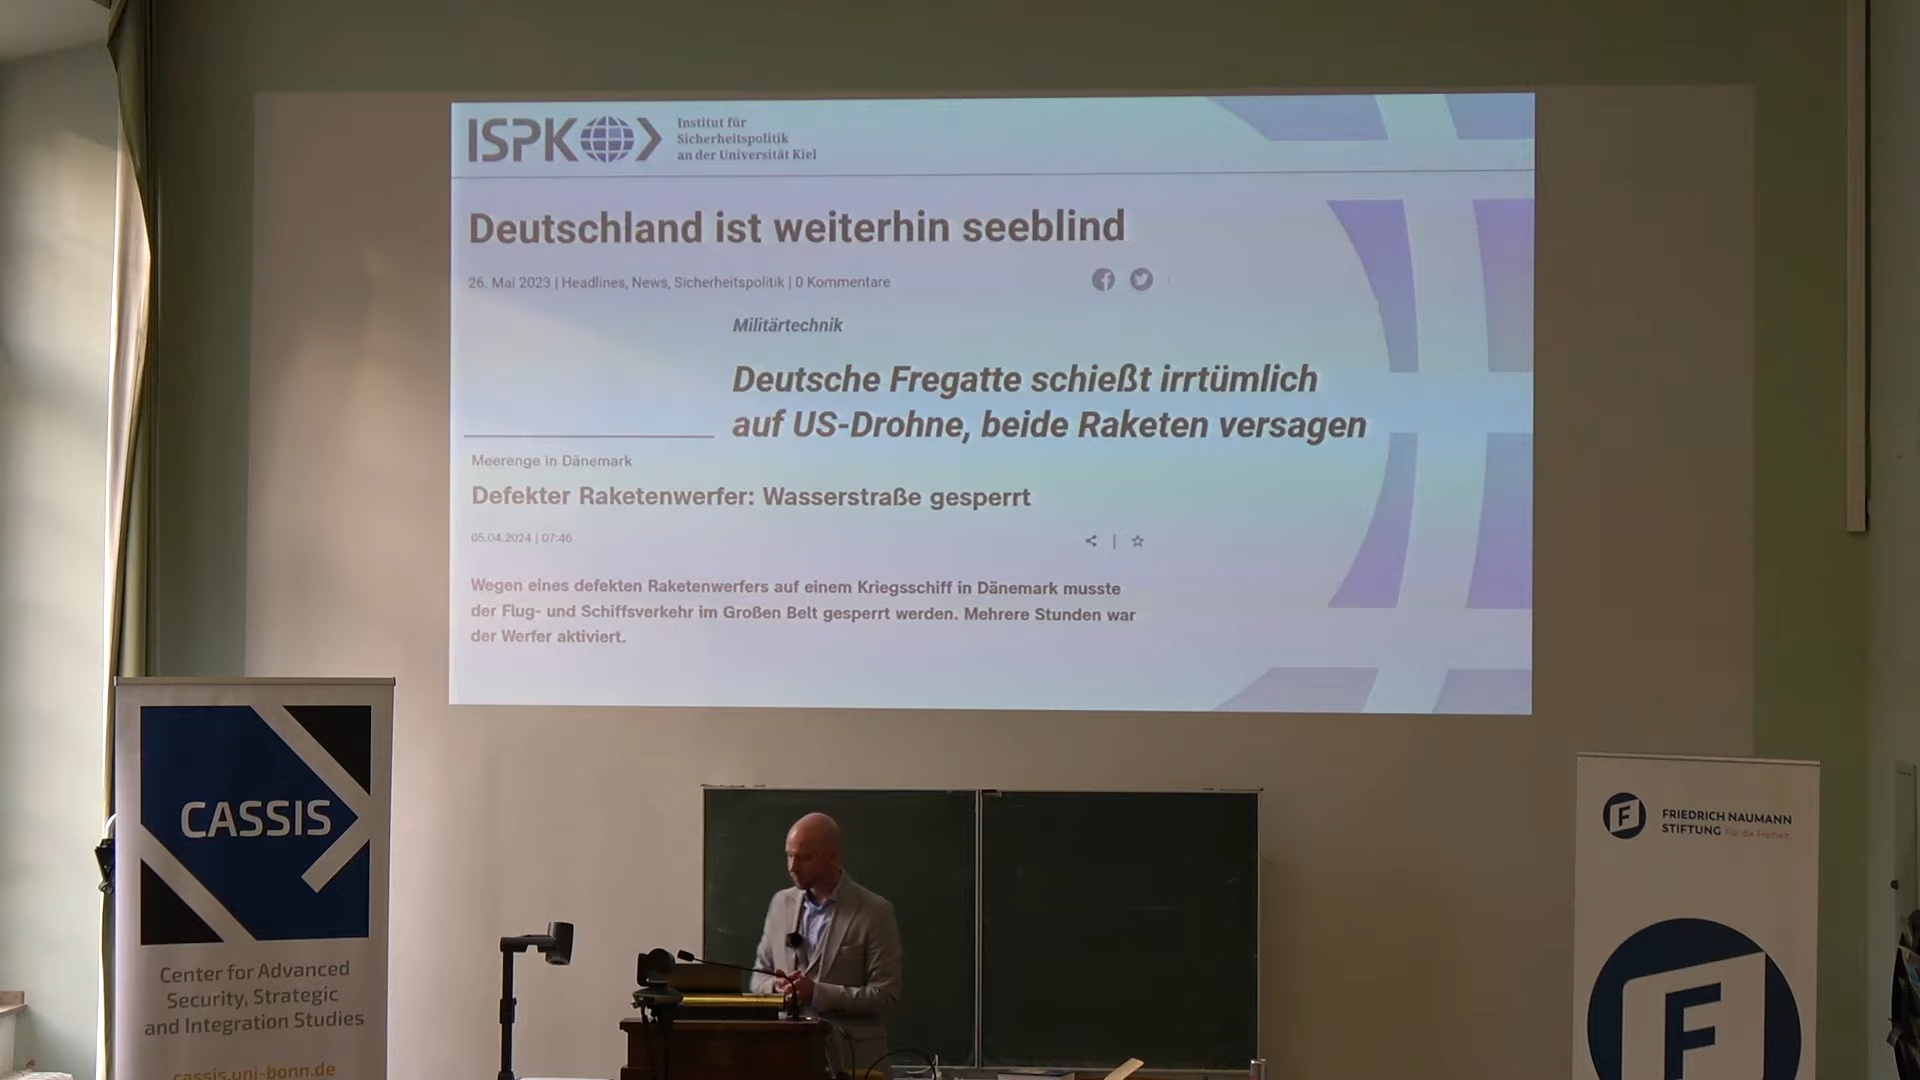 ISPK
Institut für
Sicherheitspolitik
an der Universität Kiel
Deutschland ist weiterhin seeblind
26. Mai 2023 | Headlines, News, Sicherheitspolitik | 0 Kommentare
Militärtechnik
Deutsche Fregatte schießt irrtümlich
auf US-Drohne, beide Raketen versagen
Meerenge in Dänemark
Defekter Raketenwerfer: Wasserstraße gesperrt
05.04.2024 | 07:46
Wegen eines defekten Raketenwerfers auf einem Kriegsschiff in Dänemark musste
der Flug- und Schiffsverkehr im Großen Belt gesperrt werden. Mehrere Stunden war
der Werfer aktiviert.
CASSIS
Center for Advanced
Security, Strategic
and Integration Studies
cassis.uni-bonn.de
F
FRIEDRICH NAUMANN
STIFTUNG Für die Freiheit.
F